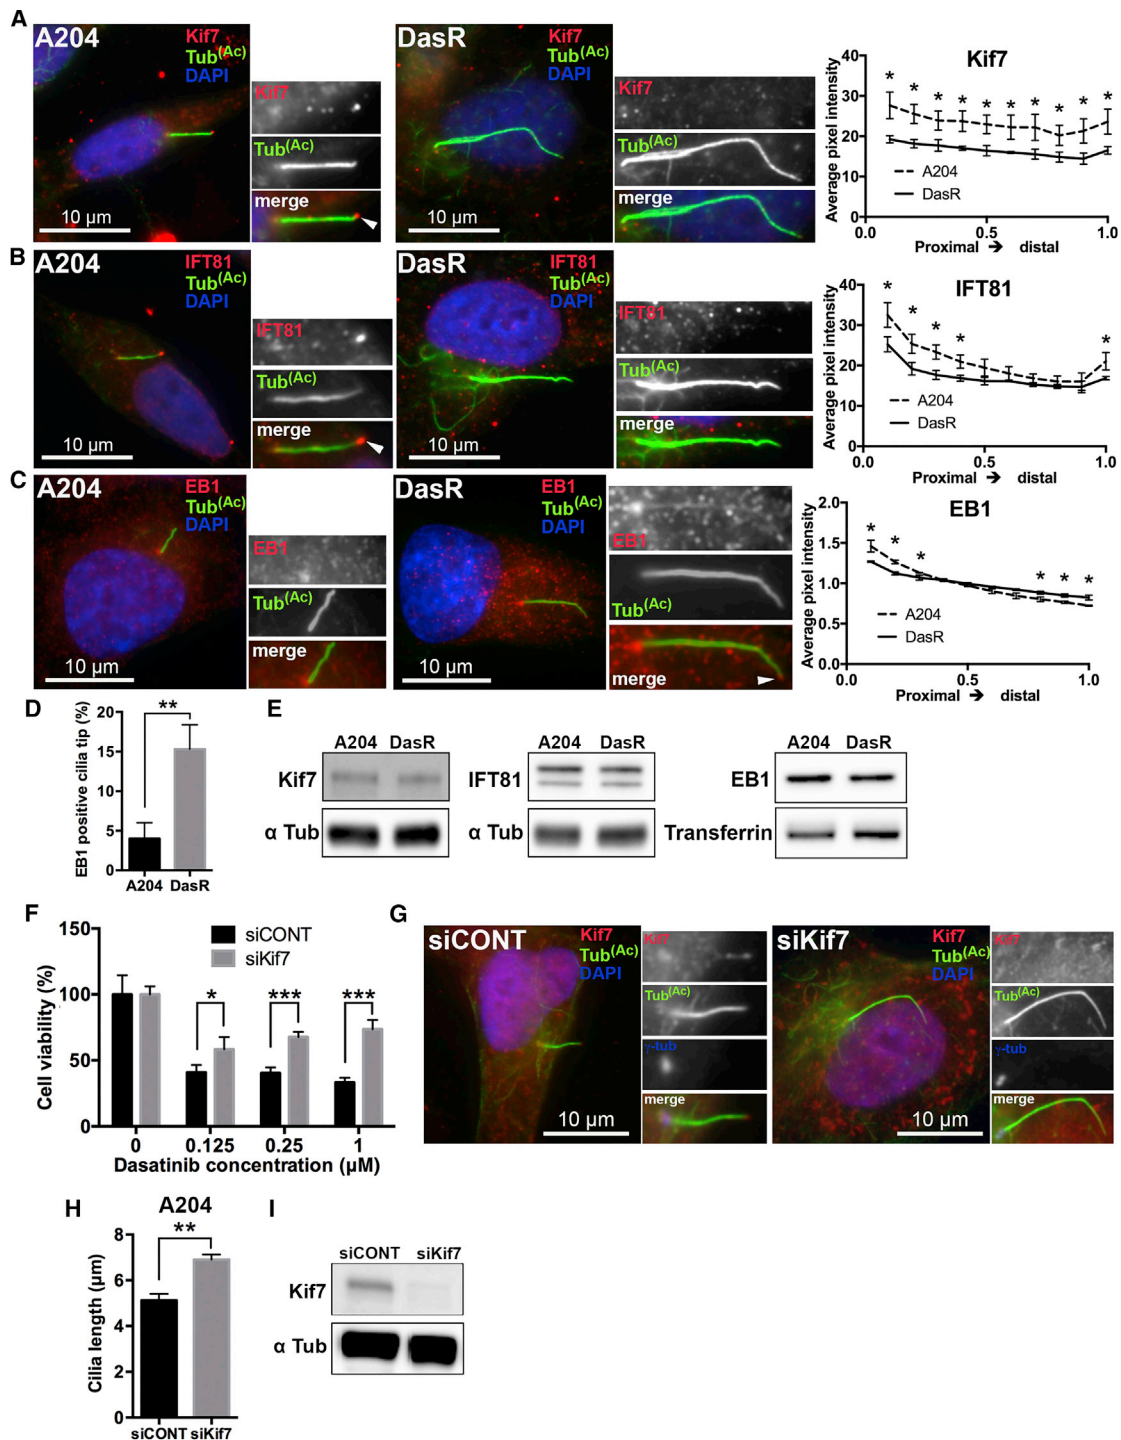 A
A204
Kif7
Tub(Ac)
DAPI
10 µm
Kif7
Tub(Ac)
merge
DasR
Kif7
Tub(Ac)
DAPI
10 µm
Kif7
Tub(Ac)
merge
Kif7
Average pixel intensity
40
30
20
10
0
A204
DasR
0.0 0.5 1.0
Proximal → distal
B
A204
IFT81
Tub(Ac)
DAPI
10 µm
IFT81
Tub(Ac)
merge
DasR
IFT81
Tub(Ac)
DAPI
10 µm
IFT81
Tub(Ac)
merge
IFT81
Average pixel intensity
40
30
20
10
0
A204
DasR
0.0 0.5 1.0
Proximal → distal
C
A204
EB1
Tub(Ac)
DAPI
10 µm
EB1
Tub(Ac)
merge
DasR
EB1
Tub(Ac)
DAPI
10 µm
EB1
Tub(Ac)
merge
EB1
Average pixel intensity
2.0
1.5
1.0
0.5
0.0
A204
DasR
0.0 0.5 1.0
Proximal → distal
D
EB1 positive cilia tip (%)
20
15
10
5
0
**
A204 DasR
E
A204 DasR
Kif7
α Tub
A204 DasR
IFT81
α Tub
A204 DasR
EB1
Transferrin
F
Cell viability (%)
150
100
50
0
siCONT
siKif7
* *** ***
0 0.125 0.25 1
Dasatinib concentration (µM)
G
siCONT
Kif7
Tub(Ac)
DAPI
10 µm
Kif7
Tub(Ac)
γ-tub
merge
siKif7
Kif7
Tub(Ac)
DAPI
10 µm
Kif7
Tub(Ac)
γ-tub
merge
H
A204
Cilia length (µm)
8
6
4
2
0
**
siCONT siKif7
I
siCONT siKif7
Kif7
α Tub